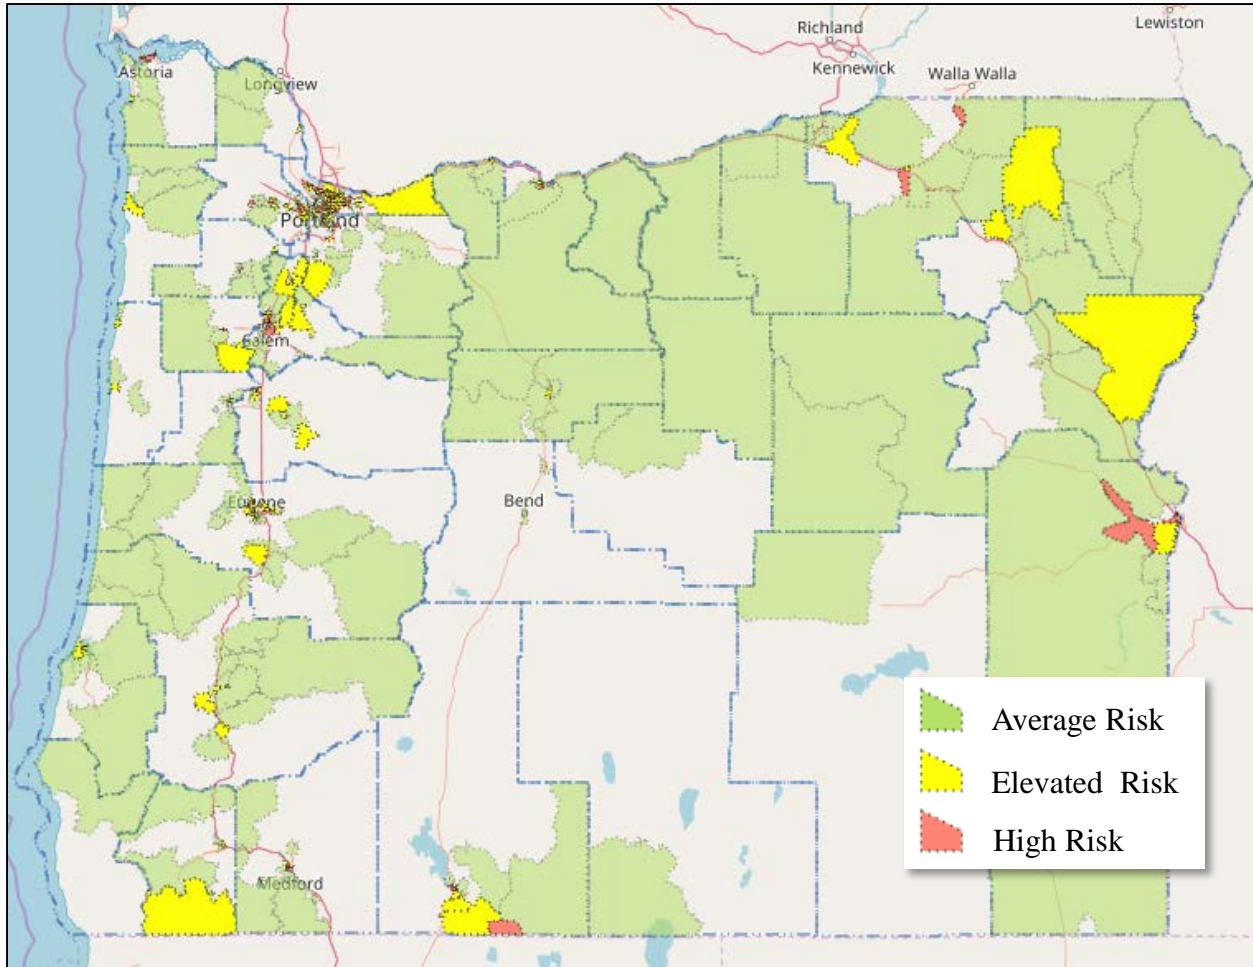 Richland
Lewiston
Kennewick
Walla Walla
Astoria
Longview
Portland
Salem
Eugene
Bend
Medford
Average Risk
Elevated Risk
High Risk